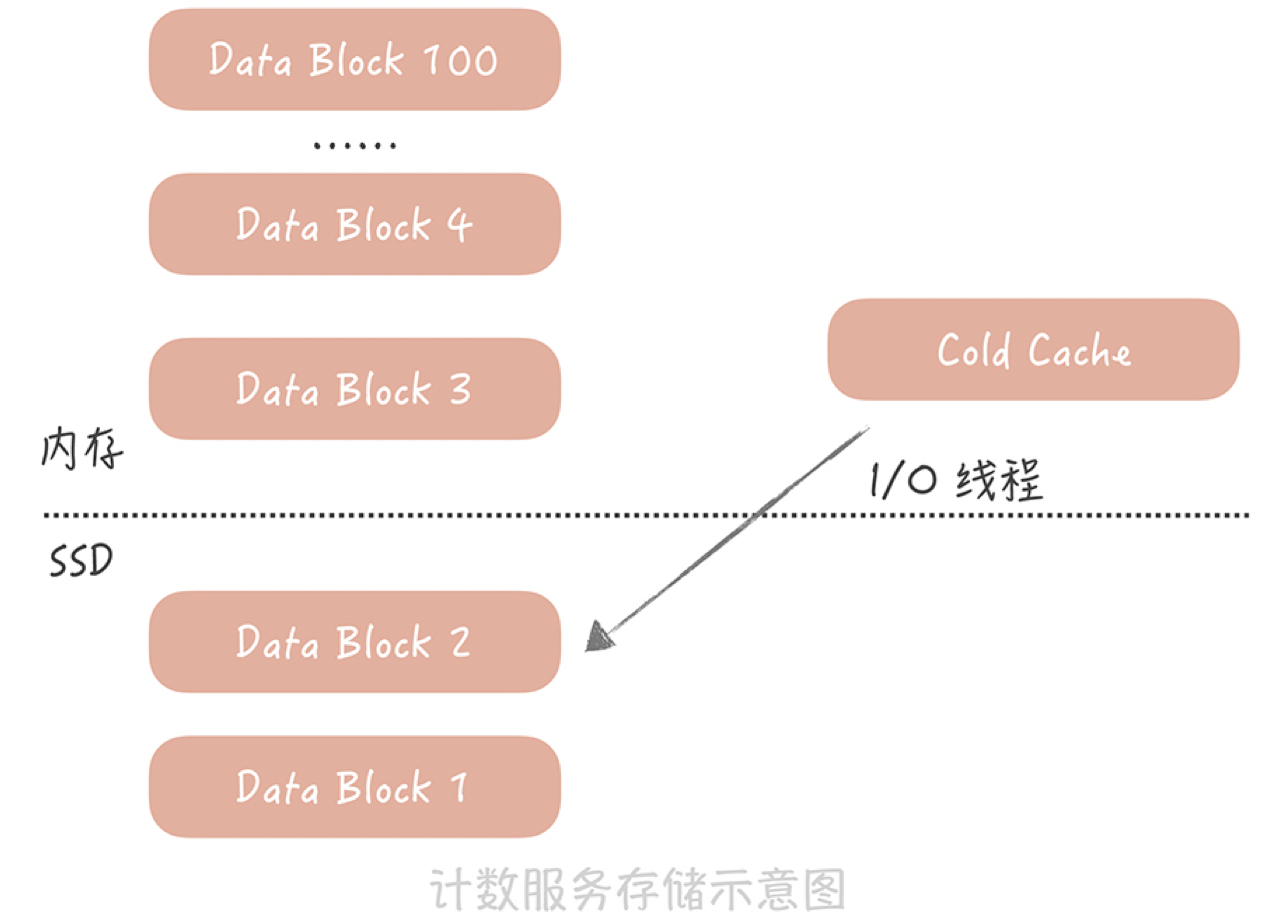 Data Block 100
......
Data Block 4
Data Block 3
Cold Cache
内存
I/O 线程
SSD
Data Block 2
Data Block 1
计数服务存储示意图